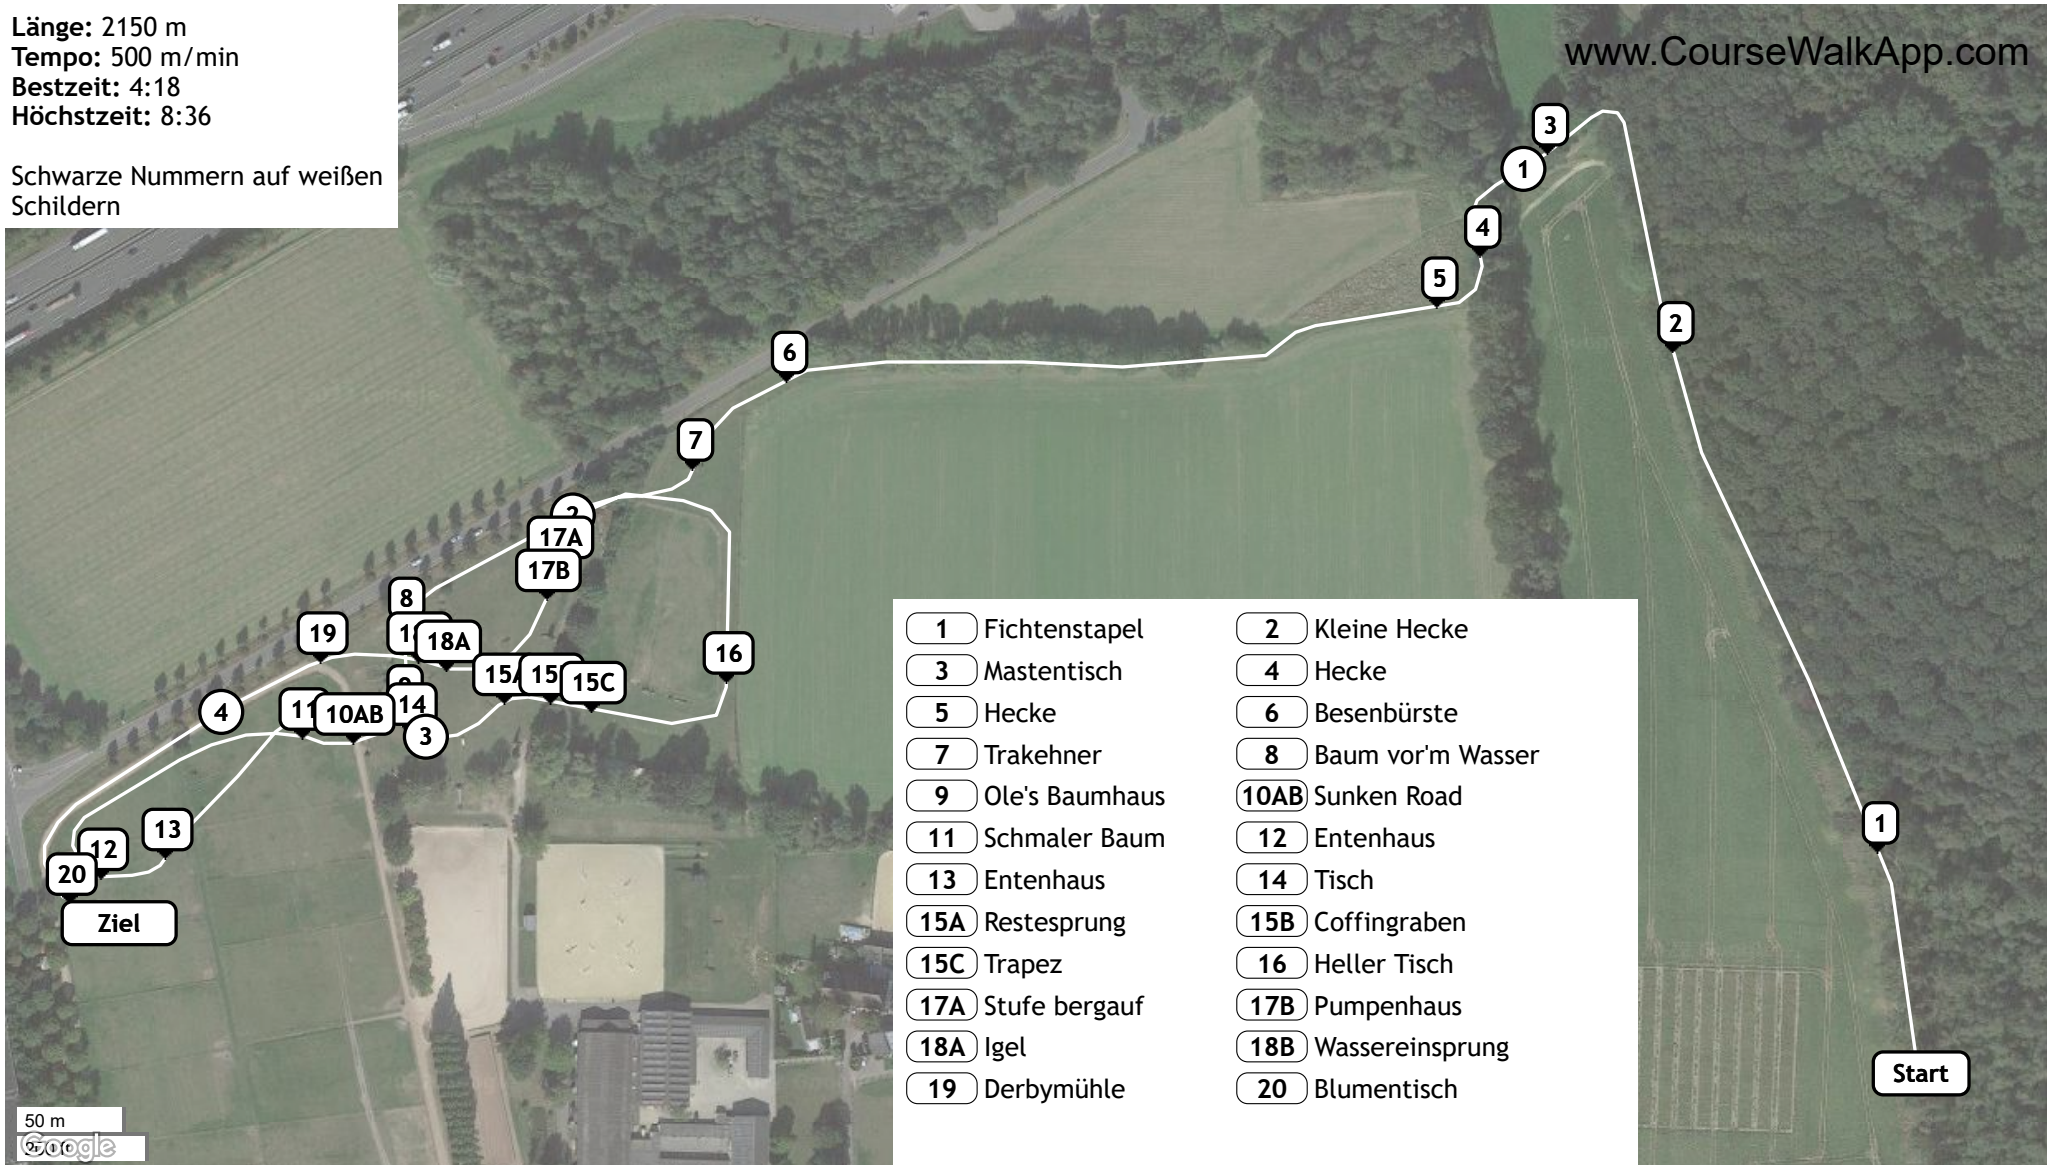 Länge: 2150 m
Tempo: 500 m/min
Bestzeit: 4:18
Höchstzeit: 8:36
Schwarze Nummern auf weißen
Schildern
www.CourseWalkApp.com
3
1
4
5
2
6
7
2
17A
17B
8
19
18A
16
15A
15C
4
11
10AB
14
3
13
12
20
Ziel
1
Start
1 Fichtenstapel 2 Kleine Hecke
3 Mastentisch 4 Hecke
5 Hecke 6 Besenbürste
7 Trakehner 8 Baum vor'm Wasser
9 Ole's Baumhaus 10AB Sunken Road
11 Schmaler Baum 12 Entenhaus
13 Entenhaus 14 Tisch
15A Restesprung 15B Coffingraben
15C Trapez 16 Heller Tisch
17A Stufe bergauf 17B Pumpenhaus
18A Igel 18B Wassereinsprung
19 Derbymühle 20 Blumentisch
50 m
Google